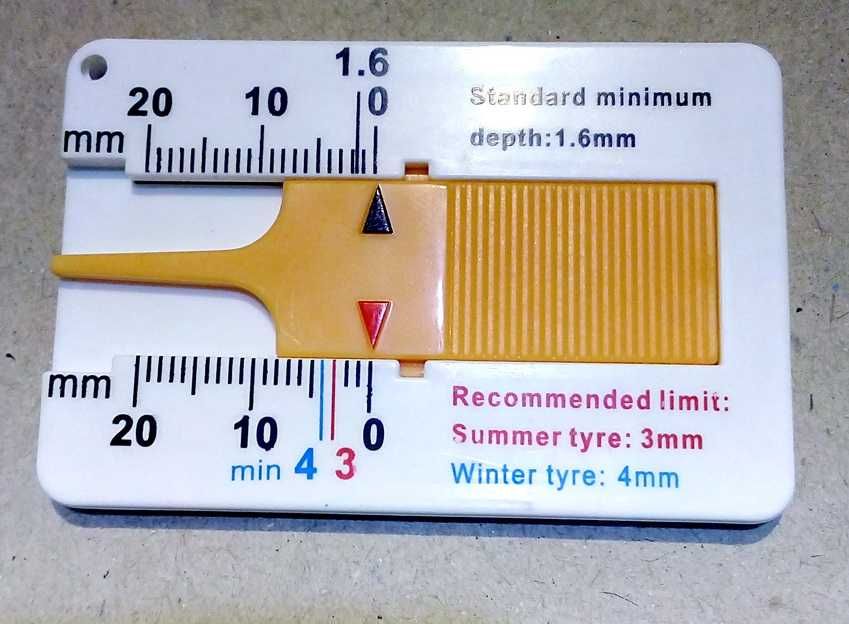 1.6
20 10 0
mm
Standard minimum
depth:1.6mm
mm
20 10 0
min 4 3
Recommended limit:
Summer tyre: 3mm
Winter tyre: 4mm